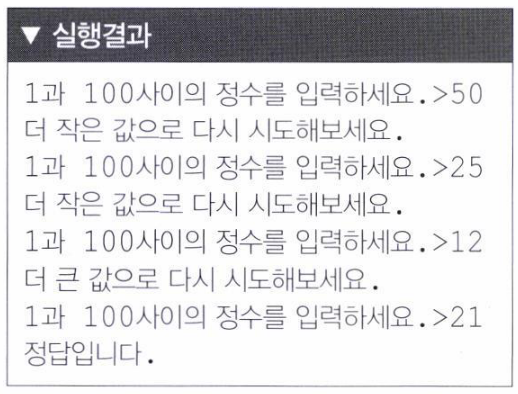 ▼ 실행결과
1과 100사이의 정수를 입력하세요.>50
더 작은 값으로 다시 시도해보세요.
1과 100사이의 정수를 입력하세요.>25
더 작은 값으로 다시 시도해보세요.
1과 100사이의 정수를 입력하세요.>12
더 큰 값으로 다시 시도해보세요.
1과 100사이의 정수를 입력하세요.>21
정답입니다.